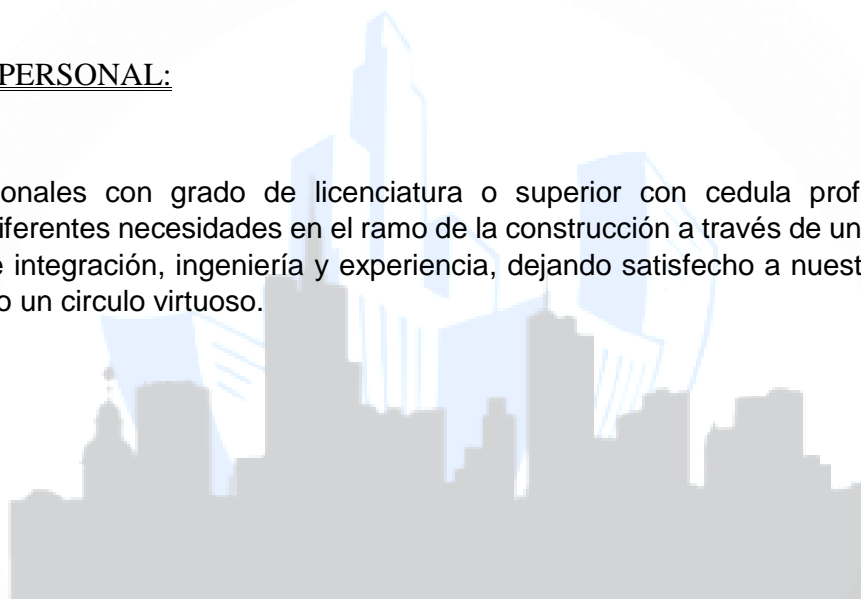 PERSONAL:
onales con grado de licenciatura o superior con cedula prof
iferentes necesidades en el ramo de la construcción a través de un
e integración, ingeniería y experiencia, dejando satisfecho a nuest
o un circulo virtuoso.